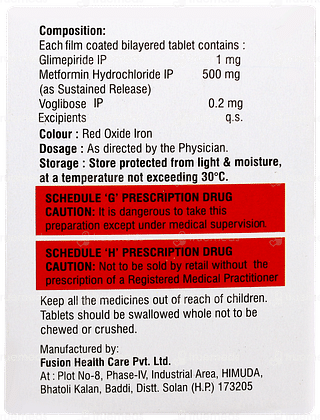 Composition:
Each film coated bilayered tablet contains :
Glimepiride IP 1 mg
Metformin Hydrochloride IP 500 mg
(as Sustained Release)
Voglibose IP 0.2 mg
Excipients q.s.
Colour : Red Oxide Iron
Dosage : As directed by the Physician.
Storage : Store protected from light & moisture,
at a temperature not exceeding 30°C.
SCHEDULE 'G' PRESCRIPTION DRUG
CAUTION: It is dangerous to take this
preparation except under medical supervision.
SCHEDULE 'H' PRESCRIPTION DRUG
CAUTION: Not to be sold by retail without the
prescription of a Registered Medical Practitioner
Keep all the medicines out of reach of children.
Tablets should be swallowed whole not to be
chewed or crushed.
Manufactured by:
Fusion Health Care Pvt. Ltd.
At : Plot No-8, Phase-IV, Industrial Area, HIMUDA,
Bhatoli Kalan, Baddi, Distt. Solan (H.P.) 173205